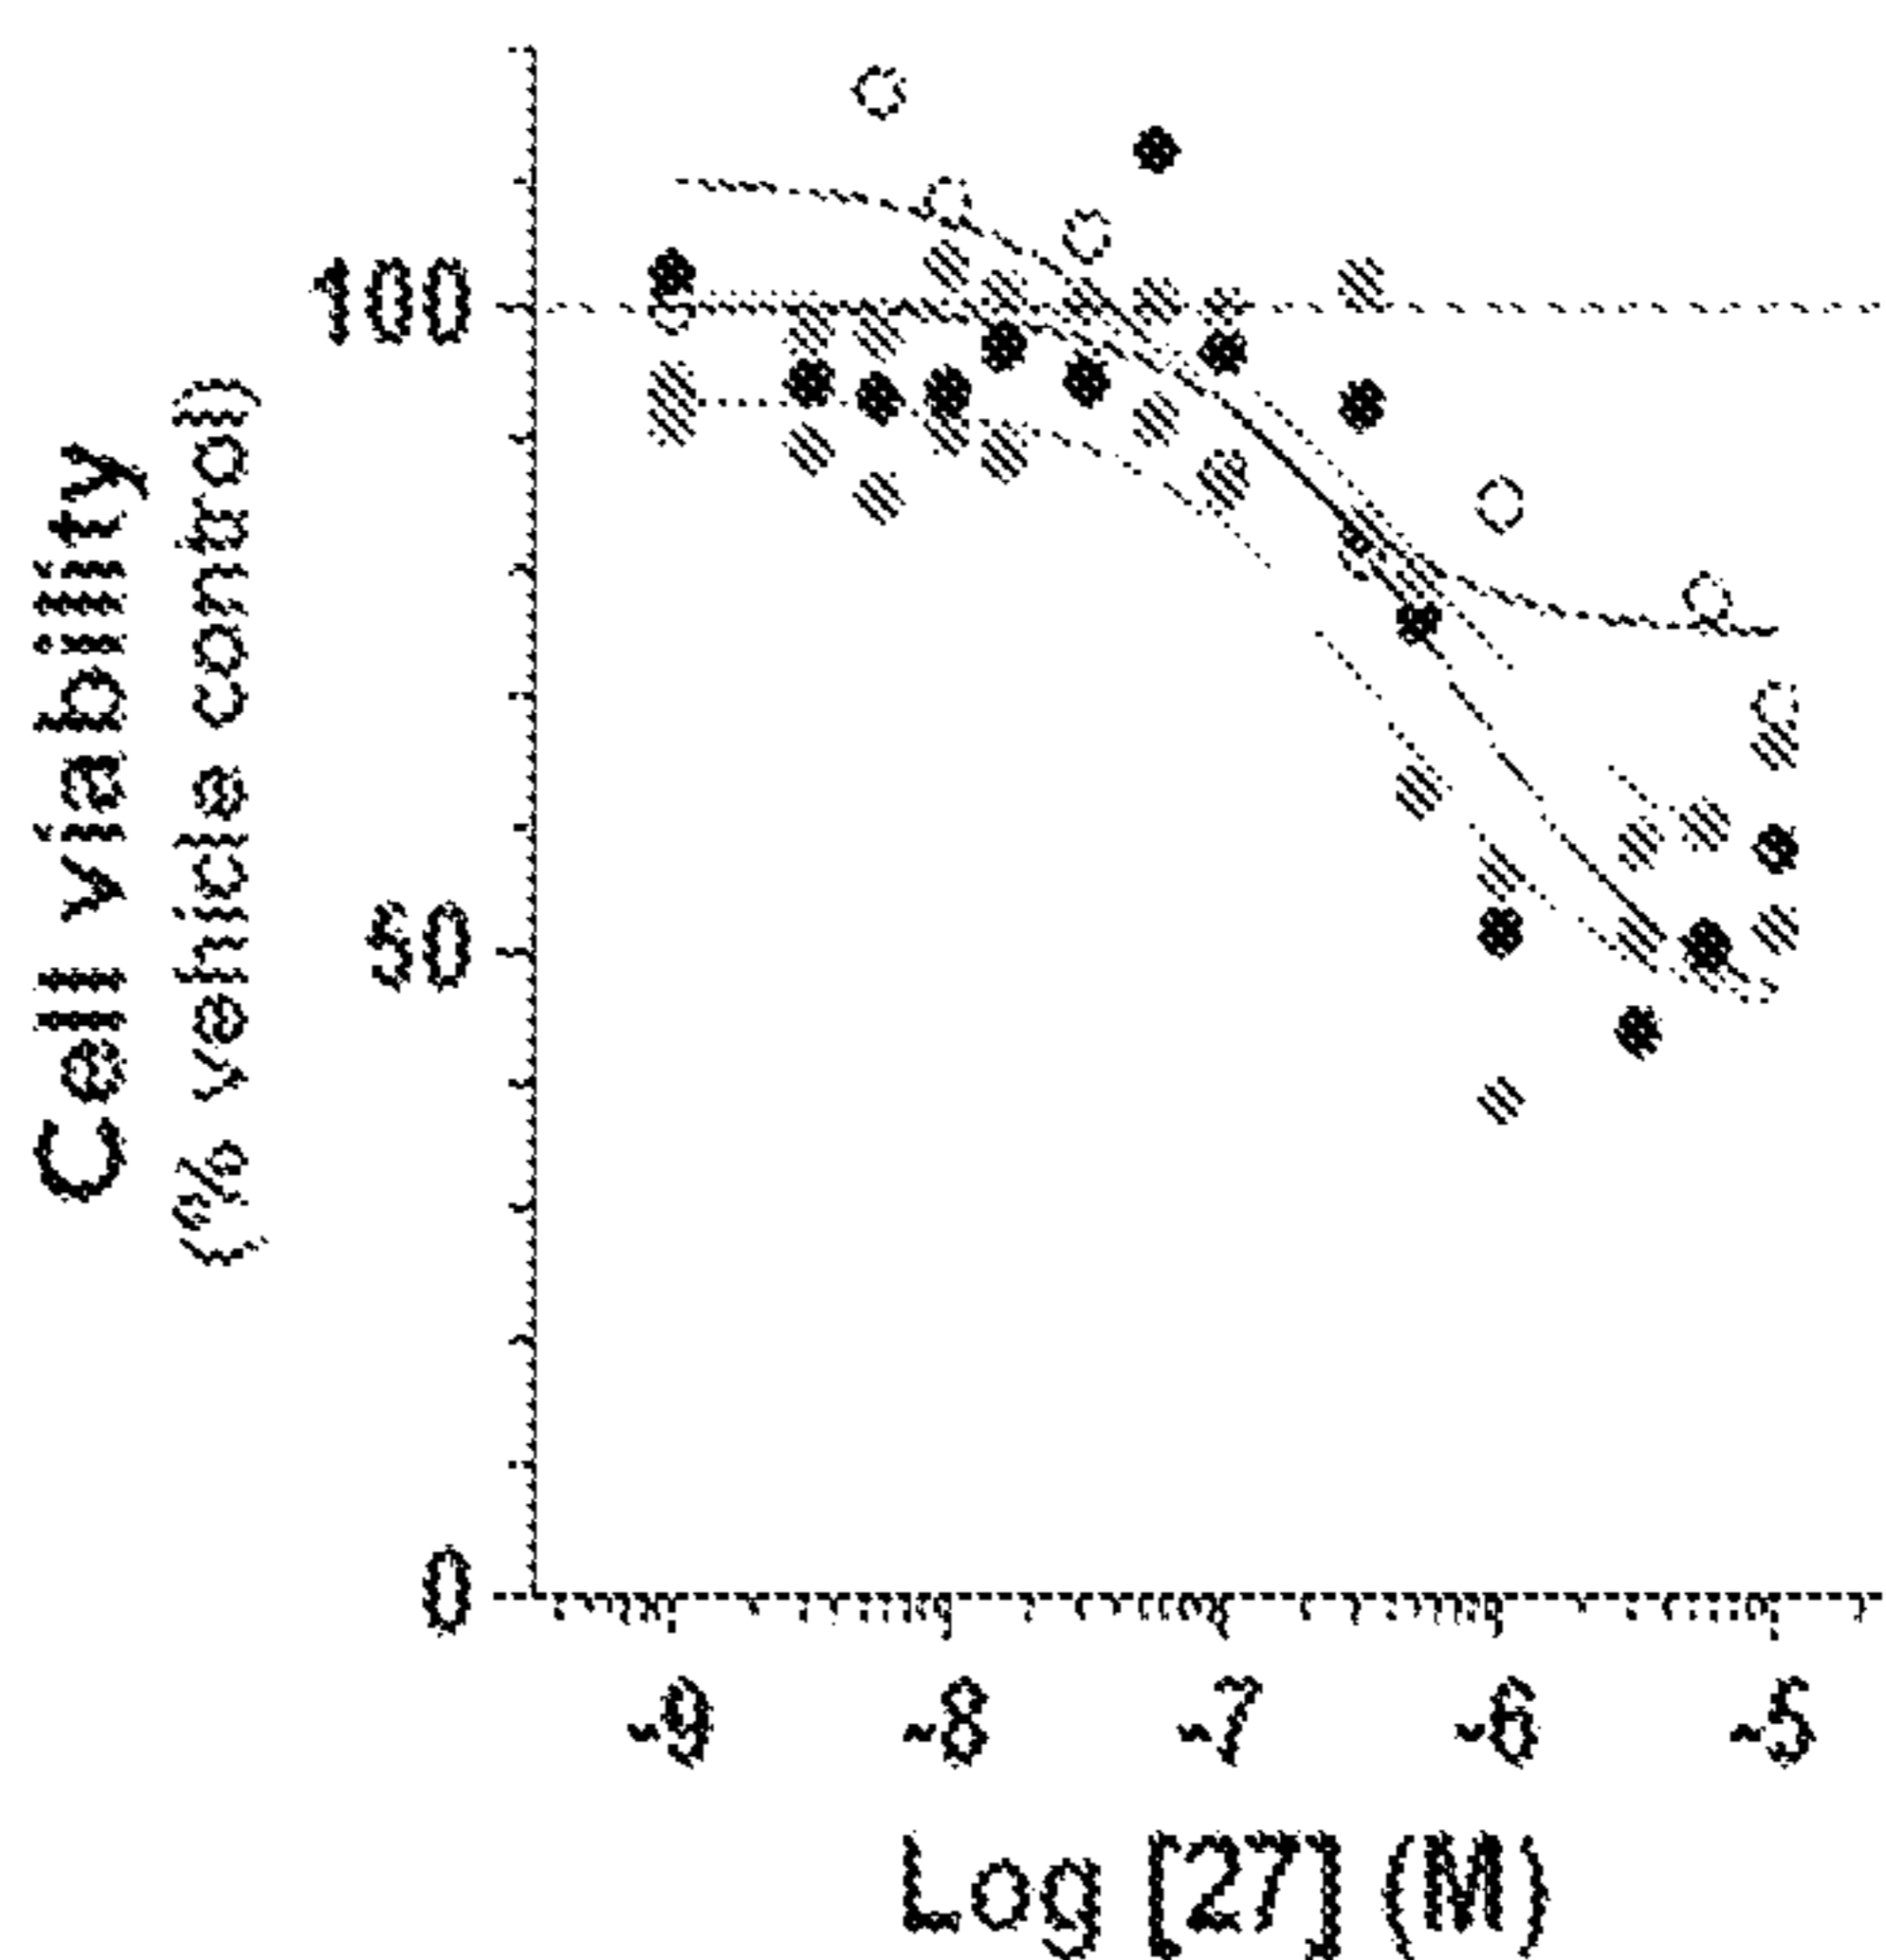 Cell viability
(% vehicle control)
100
50
0
-9 -8 -7 -6 -5
Log [27] (M)